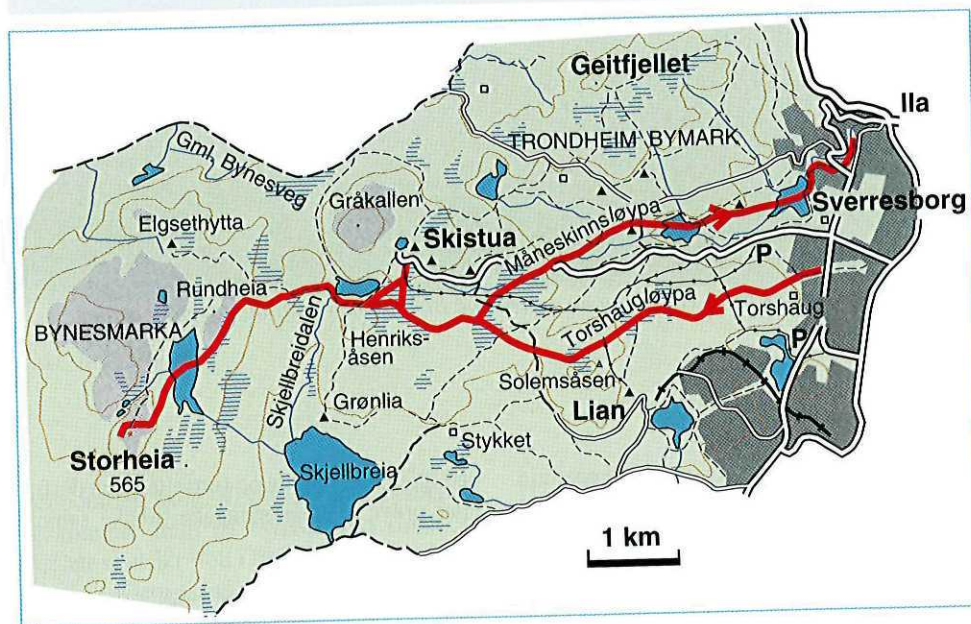 Geitfjellet
Ila
TRONDHEIM BYMARK
Gml. Bynesveg
Gråkallen
Måneskinnsløypa
Sverresborg
Elgsethytta
Skistua
P
Rundheia
Torshaugløypa
Torshaug
BYNESMARKA
Skjellbreidalen
Henriks-
åsen
P
Solemsåsen
Grønlia
Lian
Storheia
565
Skjellbreia
Stykket
1 km